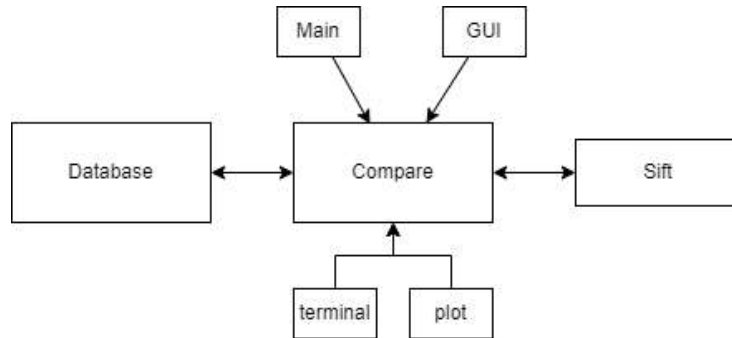 Main
GUI
Database
Compare
Sift
terminal
plot